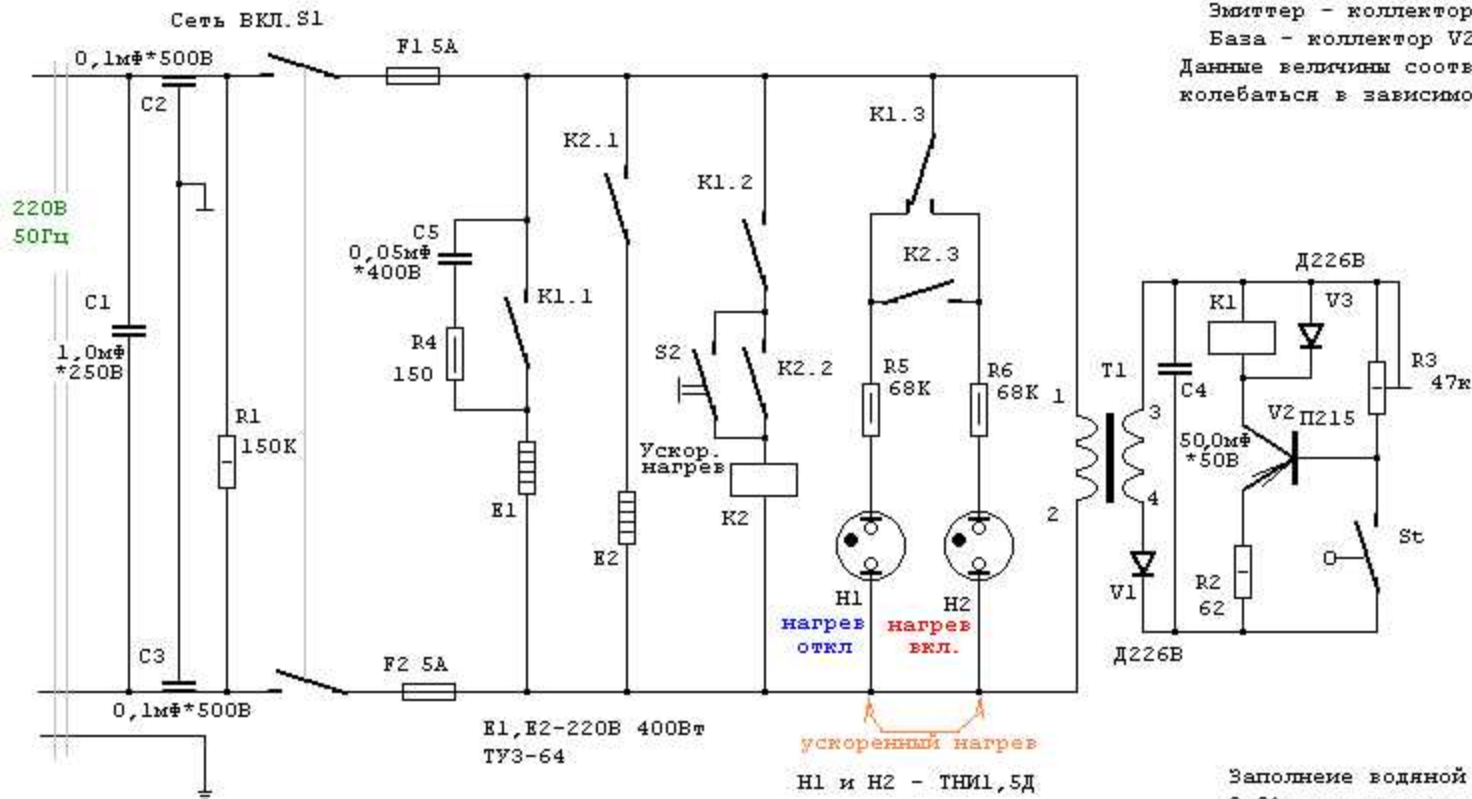 Сеть ВКЛ. S1
Эмиттер - коллектор
База - коллектор V2
Данные величины соотв
колебаться в зависимо
0,1мФ*500В
C2
F1 5А
220В
50Гц
C1
1,0мФ
*250В
R1
150К
C5
0,05мФ
*400В
R4
150
K1.1
E1
K2.1
E2
K1.2
S2
K2.2
Ускор.
нагрев
K2
K1.3
K2.3
R5
68К
R6
68К
H1
нагрев
откл
H2
нагрев
вкл.
1
2
T1
3
4
C4
50,0мФ
*50В
V1
Д226В
Д226В
K1
V3
V2 П215
R3
47к
R2
62
St
C3
0,1мФ*500В
F2 5А
E1,E2-220В 400Вт
ТУЗ-64
ускоренный нагрев
H1 и H2 - ТНИ1,5Д
Заполнеие водяной